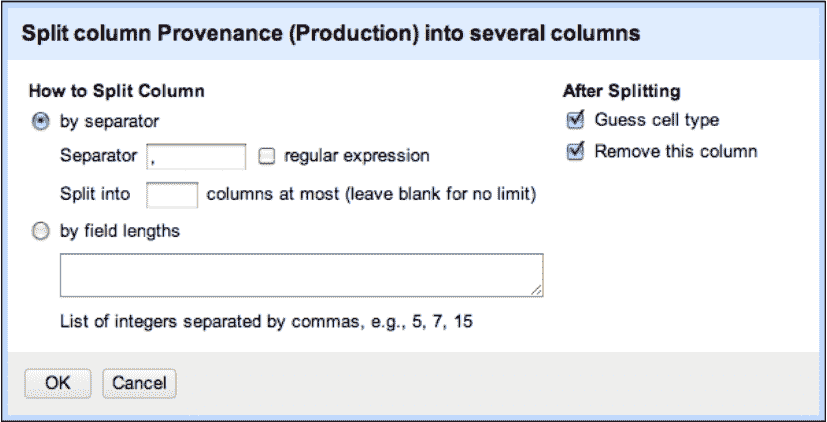 Split column Provenance (Production) into several columns
How to Split Column
by separator
Separator , regular expression
Split into columns at most (leave blank for no limit)
by field lengths
List of integers separated by commas, e.g., 5, 7, 15
After Splitting
Guess cell type
Remove this column
OK Cancel